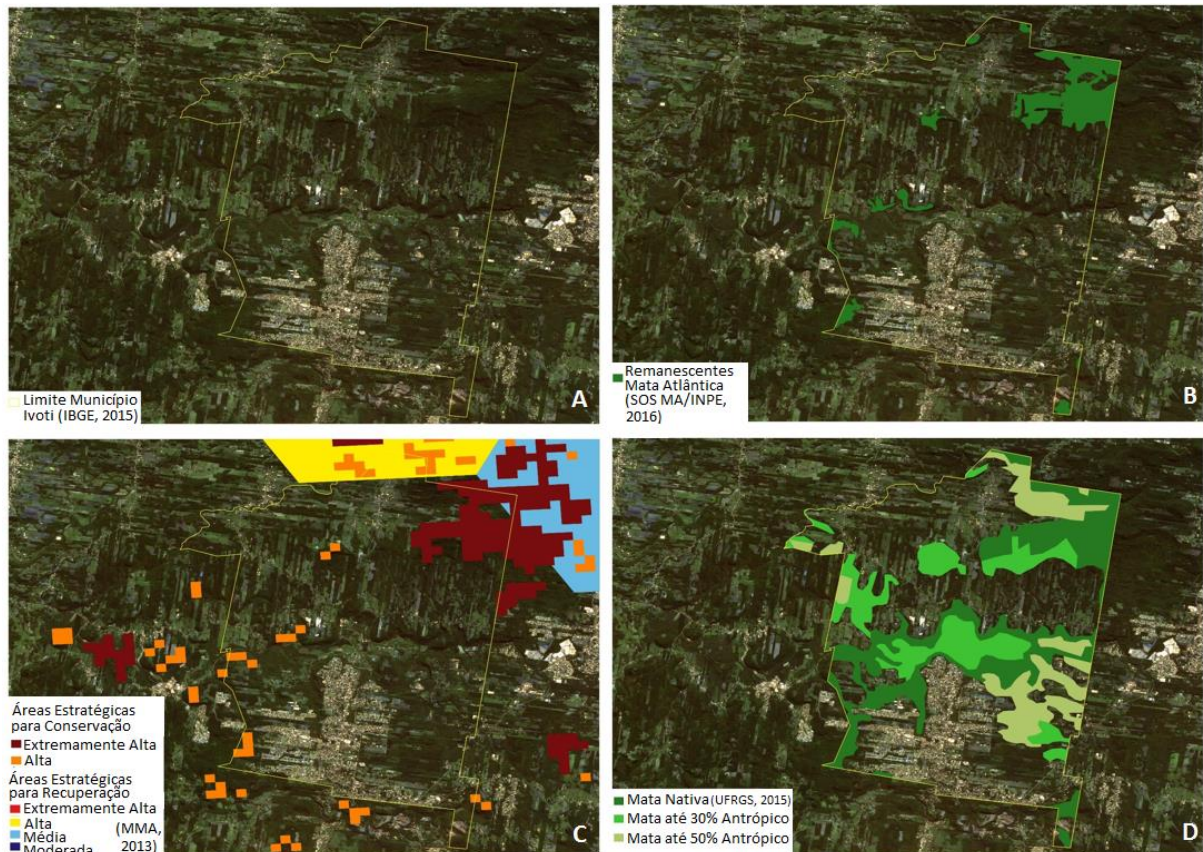 Limite Município
Ivoti (IBGE, 2015)
A
Remanescentes
Mata Atlântica
(SOS MA/INPE,
2016)
B
Áreas Estratégicas
para Conservação
Extremamente Alta
Alta
Áreas Estratégicas
para Recuperação
Extremamente Alta
Alta
Média
Moderada
(MMA,
2013)
C
Mata Nativa (UFRGS, 2015)
Mata até 30% Antrópico
Mata até 50% Antrópico
D